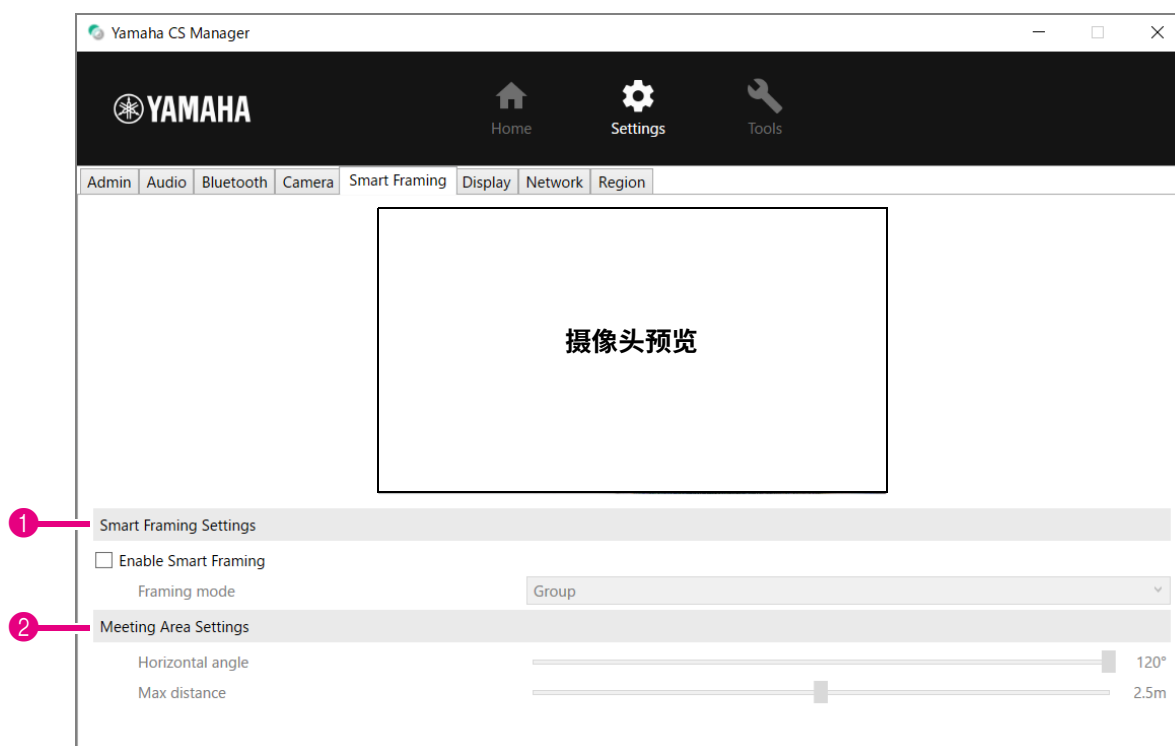 Yamaha CS Manager
YAMAHA
Home
Settings
Tools
Admin Audio Bluetooth Camera Smart Framing Display Network Region
摄像头预览
1 Smart Framing Settings
Enable Smart Framing
Framing mode Group
2 Meeting Area Settings
Horizontal angle 120°
Max distance 2.5m